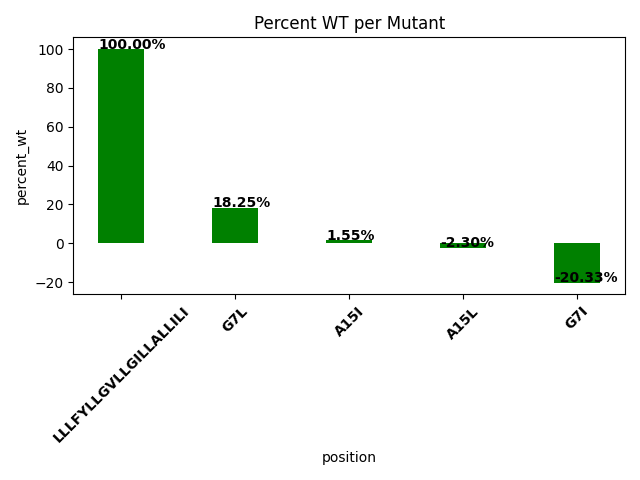 Percent WT per Mutant
percent_wt
100
80
60
40
20
0
−20
100.00%
18.25%
1.55%
-2.30%
-20.33%
LLLFYLLGVLLGILLALLILI
G7L
A15I
A15L
G7I
position